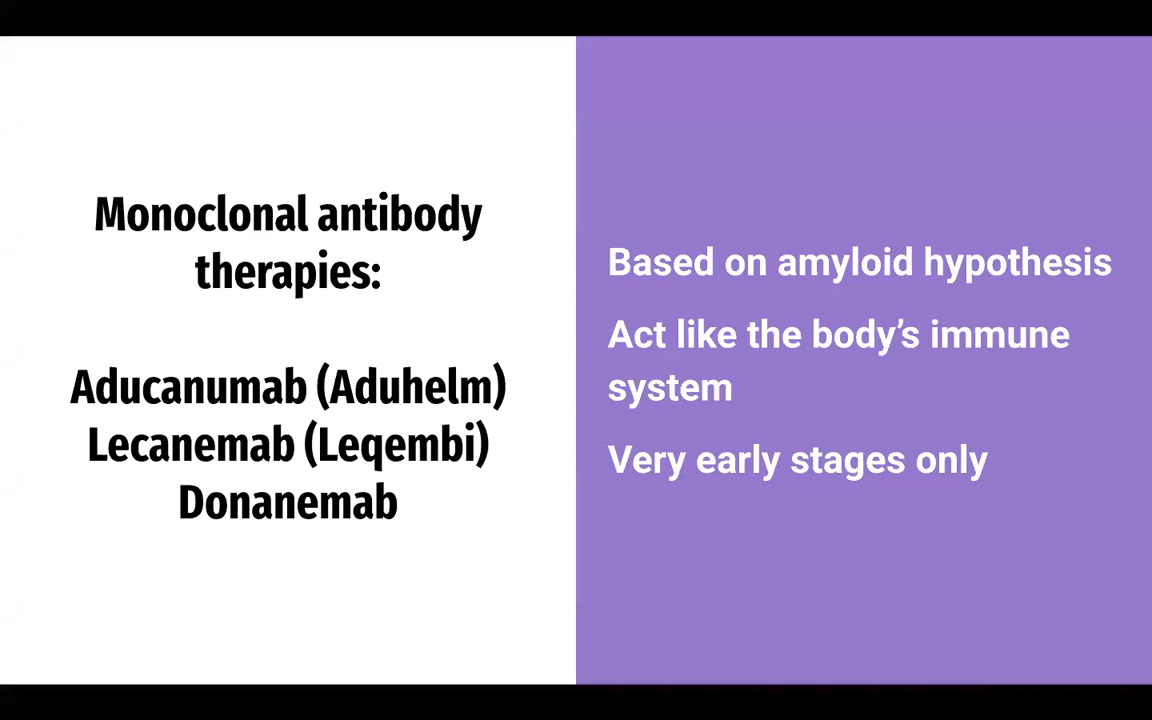 Monoclonal antibody
therapies:
Aducanumab (Aduhelm)
Lecanemab (Leqembi)
Donanemab
Based on amyloid hypothesis
Act like the body’s immune
system
Very early stages only